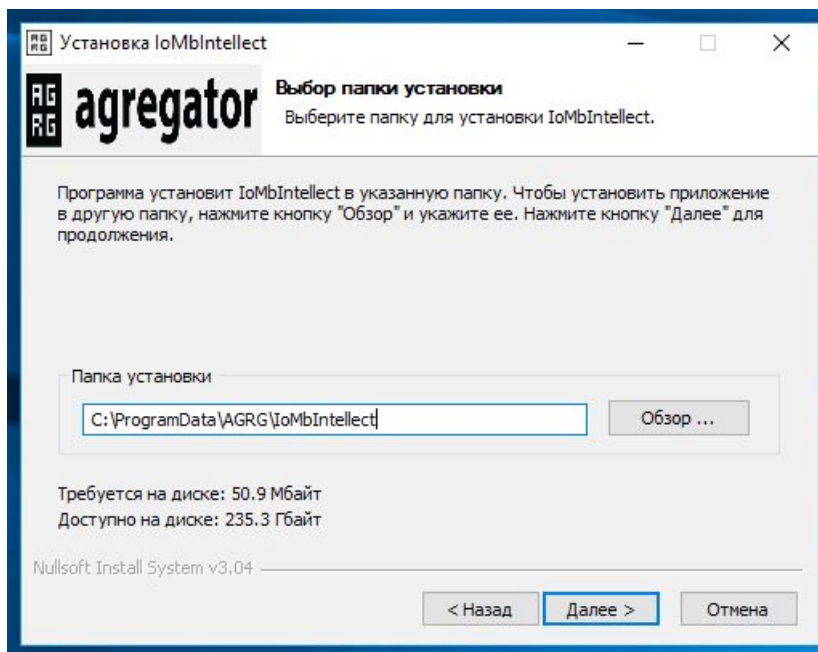 AG
RG
Установка IoMbIntellect
AG
RG
agregator
Выбор папки установки
Выберите папку для установки IoMbIntellect.
Программа установит IoMbIntellect в указанную папку. Чтобы установить приложение
в другую папку, нажмите кнопку "Обзор" и укажите ее. Нажмите кнопку "Далее" для
продолжения.
Папка установки
C:\ProgramData\AGRG\IoMbIntellect
Обзор ...
Требуется на диске: 50.9 Мбайт
Доступно на диске: 235.3 Гбайт
Nullsoft Install System v3.04
< Назад
Далее >
Отмена